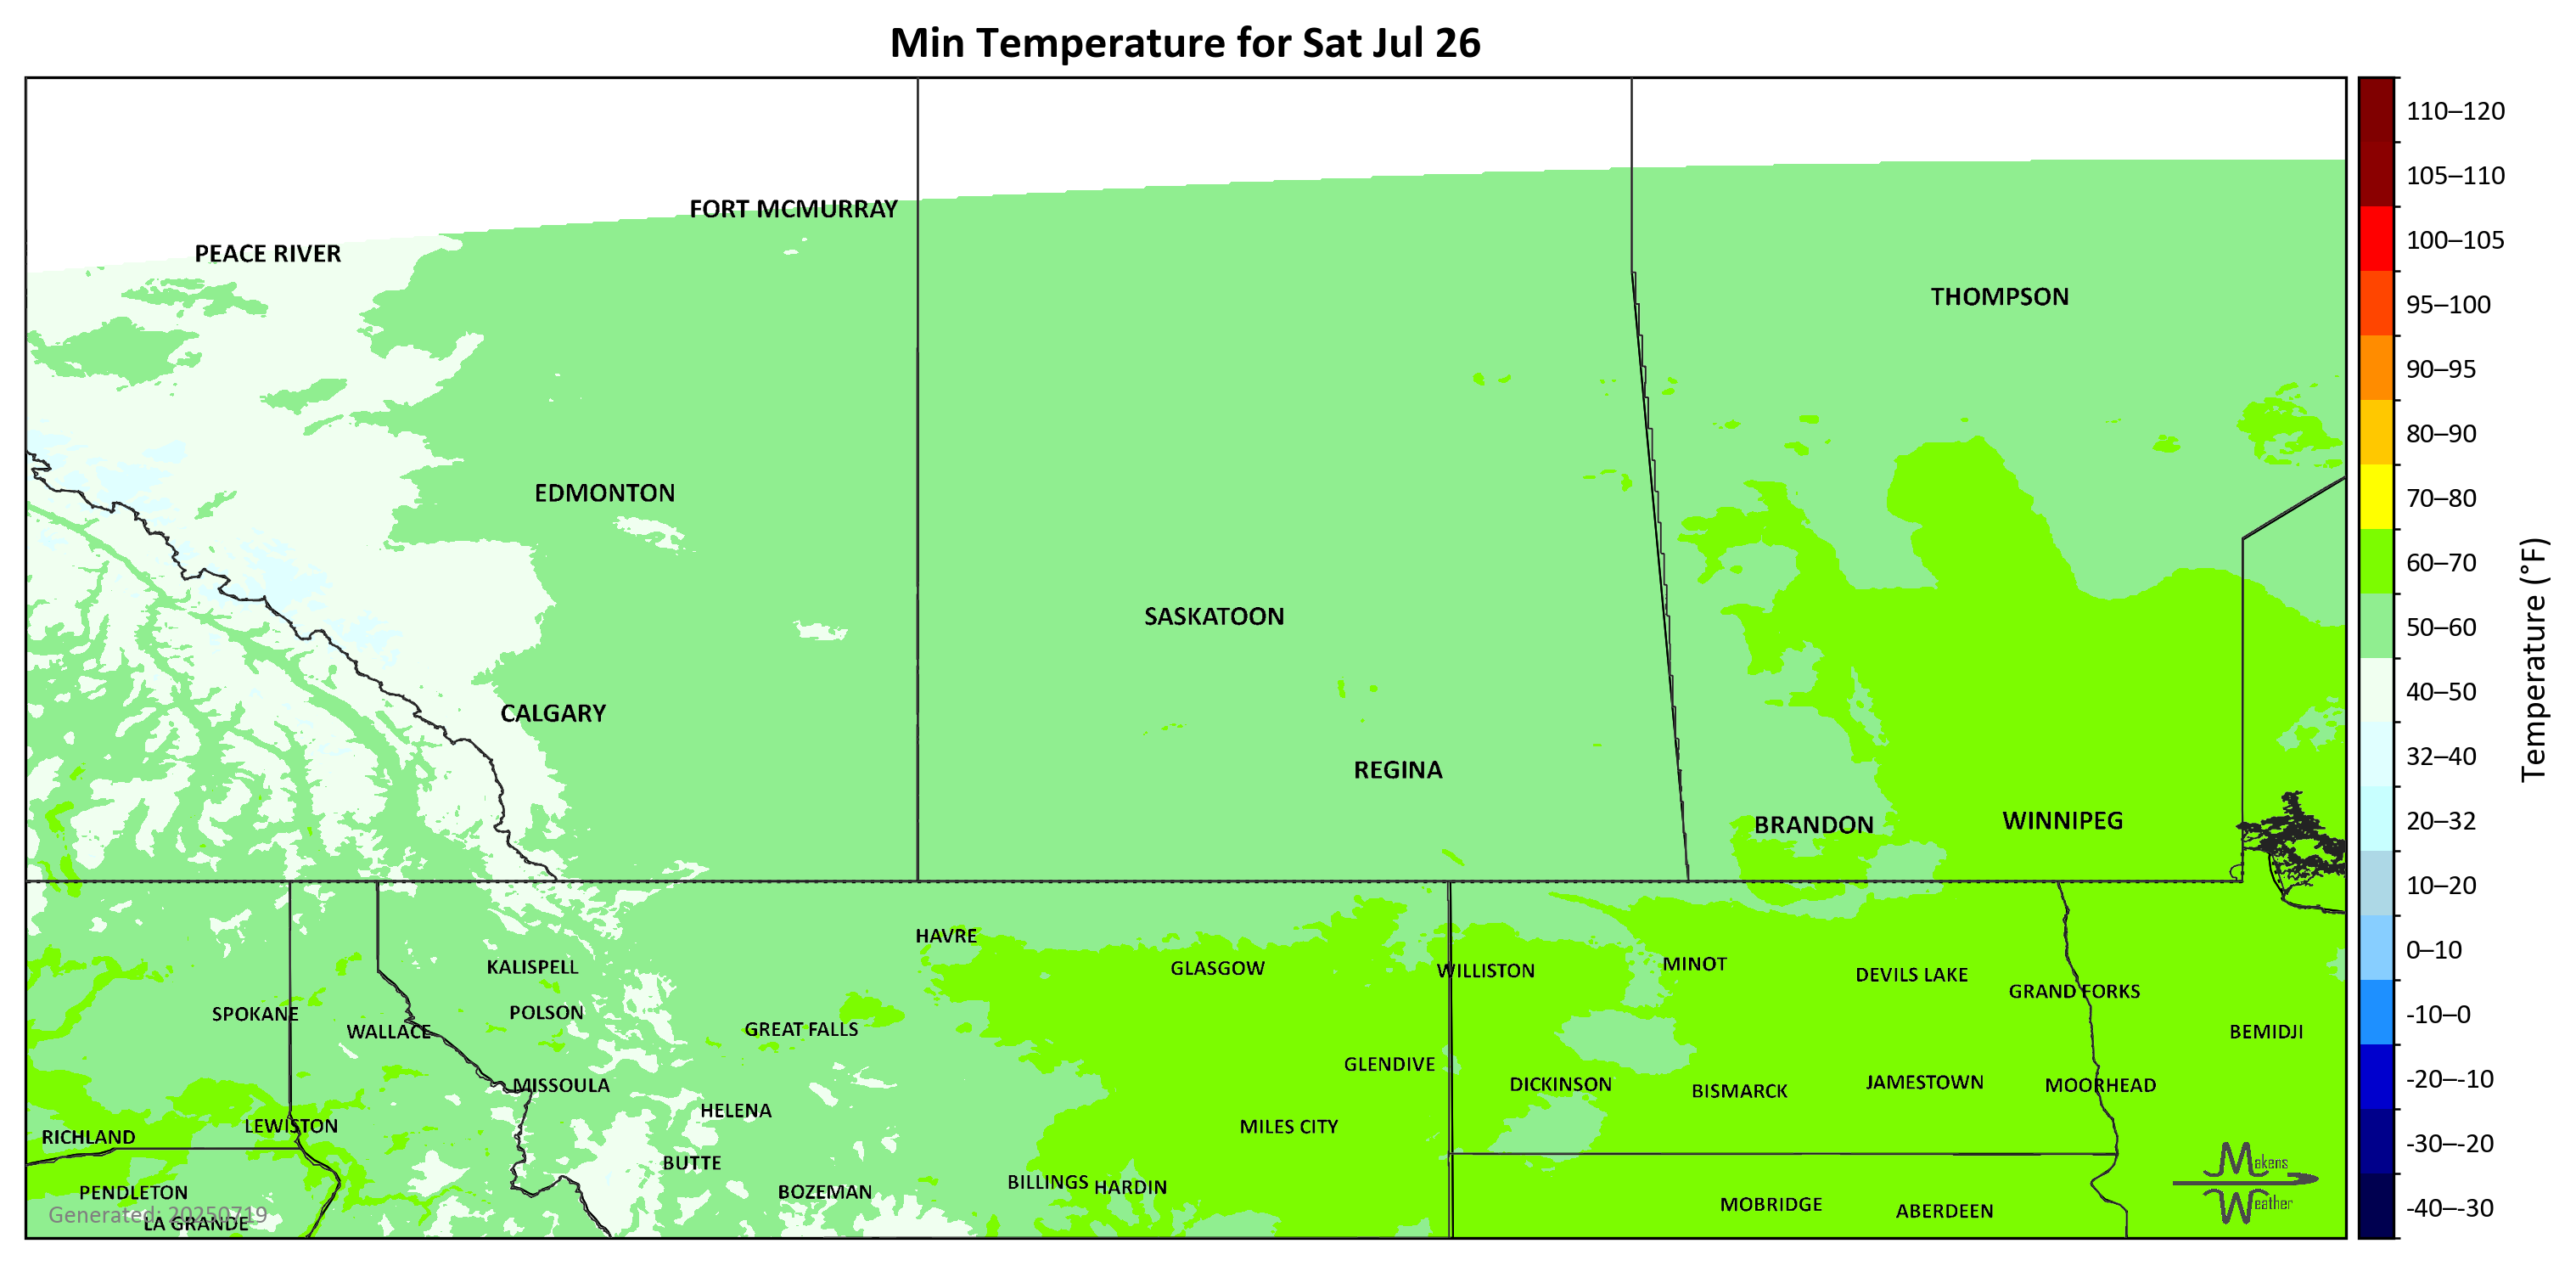 Min Temperature for Sat Jul 26
FORT MCMURRAY
PEACE RIVER
THOMPSON
EDMONTON
SASKATOON
CALGARY
REGINA
BRANDON
WINNIPEG
HAVRE
KALISPELL
GLASGOW
WILLISTON
MINOT
DEVILS LAKE
GRAND FORKS
SPOKANE
POLSON
WALLACE
GREAT FALLS
BEMIDJI
GLENDIVE
MISSOULA
DICKINSON
BISMARCK
JAMESTOWN
MOORHEAD
HELENA
LEWISTON
MILES CITY
RICHLAND
BUTTE
BILLINGS
HARDIN
BOZEMAN
PENDLETON
MOBRIDGE
ABERDEEN
Generated: 20250719
LA GRANDE
Makens
Weather
110–120
105–110
100–105
95–100
90–95
80–90
70–80
60–70
50–60
40–50
32–40
20–32
10–20
0–10
-10–0
-20–-10
-30–-20
-40–-30
Temperature (°F)